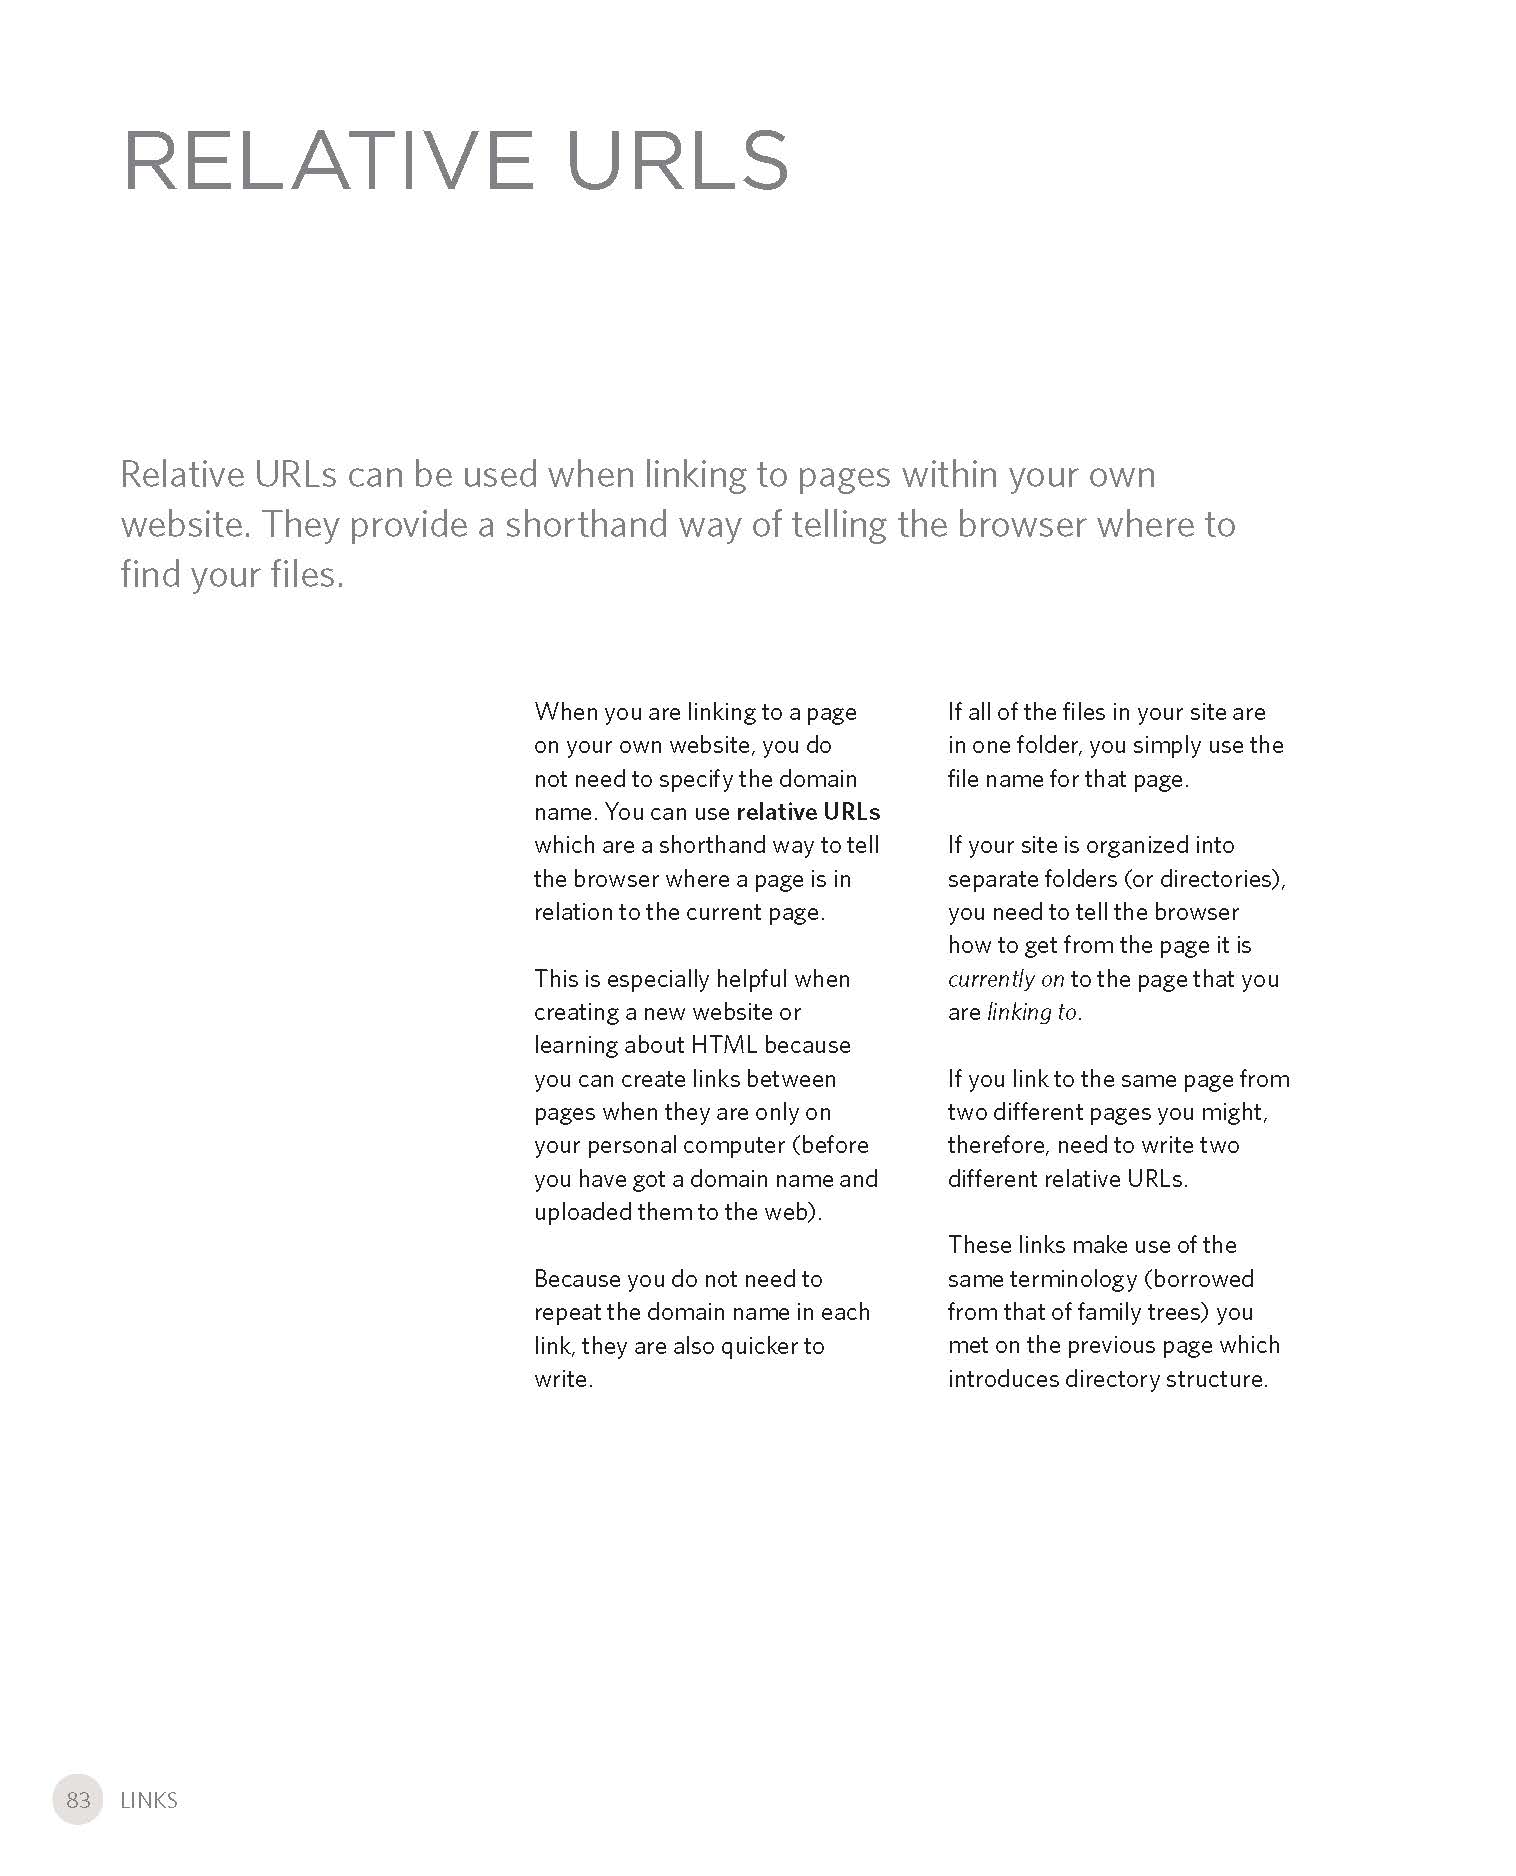 RELATIVE URLS
Relative URLs can be used when linking to pages within your own
website. They provide a shorthand way of telling the browser where to
find your files.
When you are linking to a page
on your own website, you do
not need to specify the domain
name. You can use relative URLs
which are a shorthand way to tell
the browser where a page is in
relation to the current page.
This is especially helpful when
creating a new website or
learning about HTML because
you can create links between
pages when they are only on
your personal computer (before
you have got a domain name and
uploaded them to the web).
Because you do not need to
repeat the domain name in each
link, they are also quicker to
write.
If all of the files in your site are
in one folder, you simply use the
file name for that page.
If your site is organized into
separate folders (or directories),
you need to tell the browser
how to get from the page it is
currently on to the page that you
are linking to.
If you link to the same page from
two different pages you might,
therefore, need to write two
different relative URLs.
These links make use of the
same terminology (borrowed
from that of family trees) you
met on the previous page which
introduces directory structure.
83 LINKS